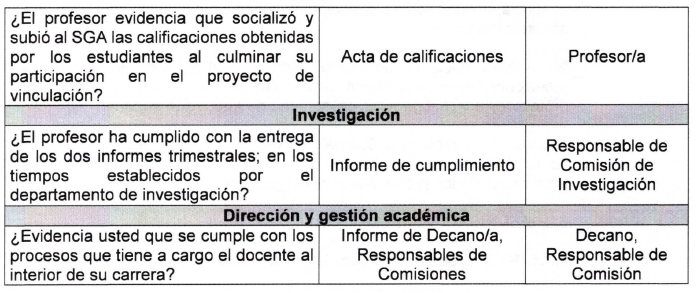 ¿El profesor evidencia que socializó y
subió al SGA las calificaciones obtenidas
por los estudiantes al culminar su
participación en el proyecto de
vinculación?
Acta de calificaciones
Profesor/a
Investigación
¿El profesor ha cumplido con la entrega
de los dos informes trimestrales; en los
tiempos establecidos por el
departamento de investigación?
Informe de cumplimiento
Responsable de
Comisión de
Investigación
Dirección y gestión académica
¿Evidencia usted que se cumple con los
procesos que tiene a cargo el docente al
interior de su carrera?
Informe de Decano/a,
Responsables de
Comisiones
Decano,
Responsable de
Comisión